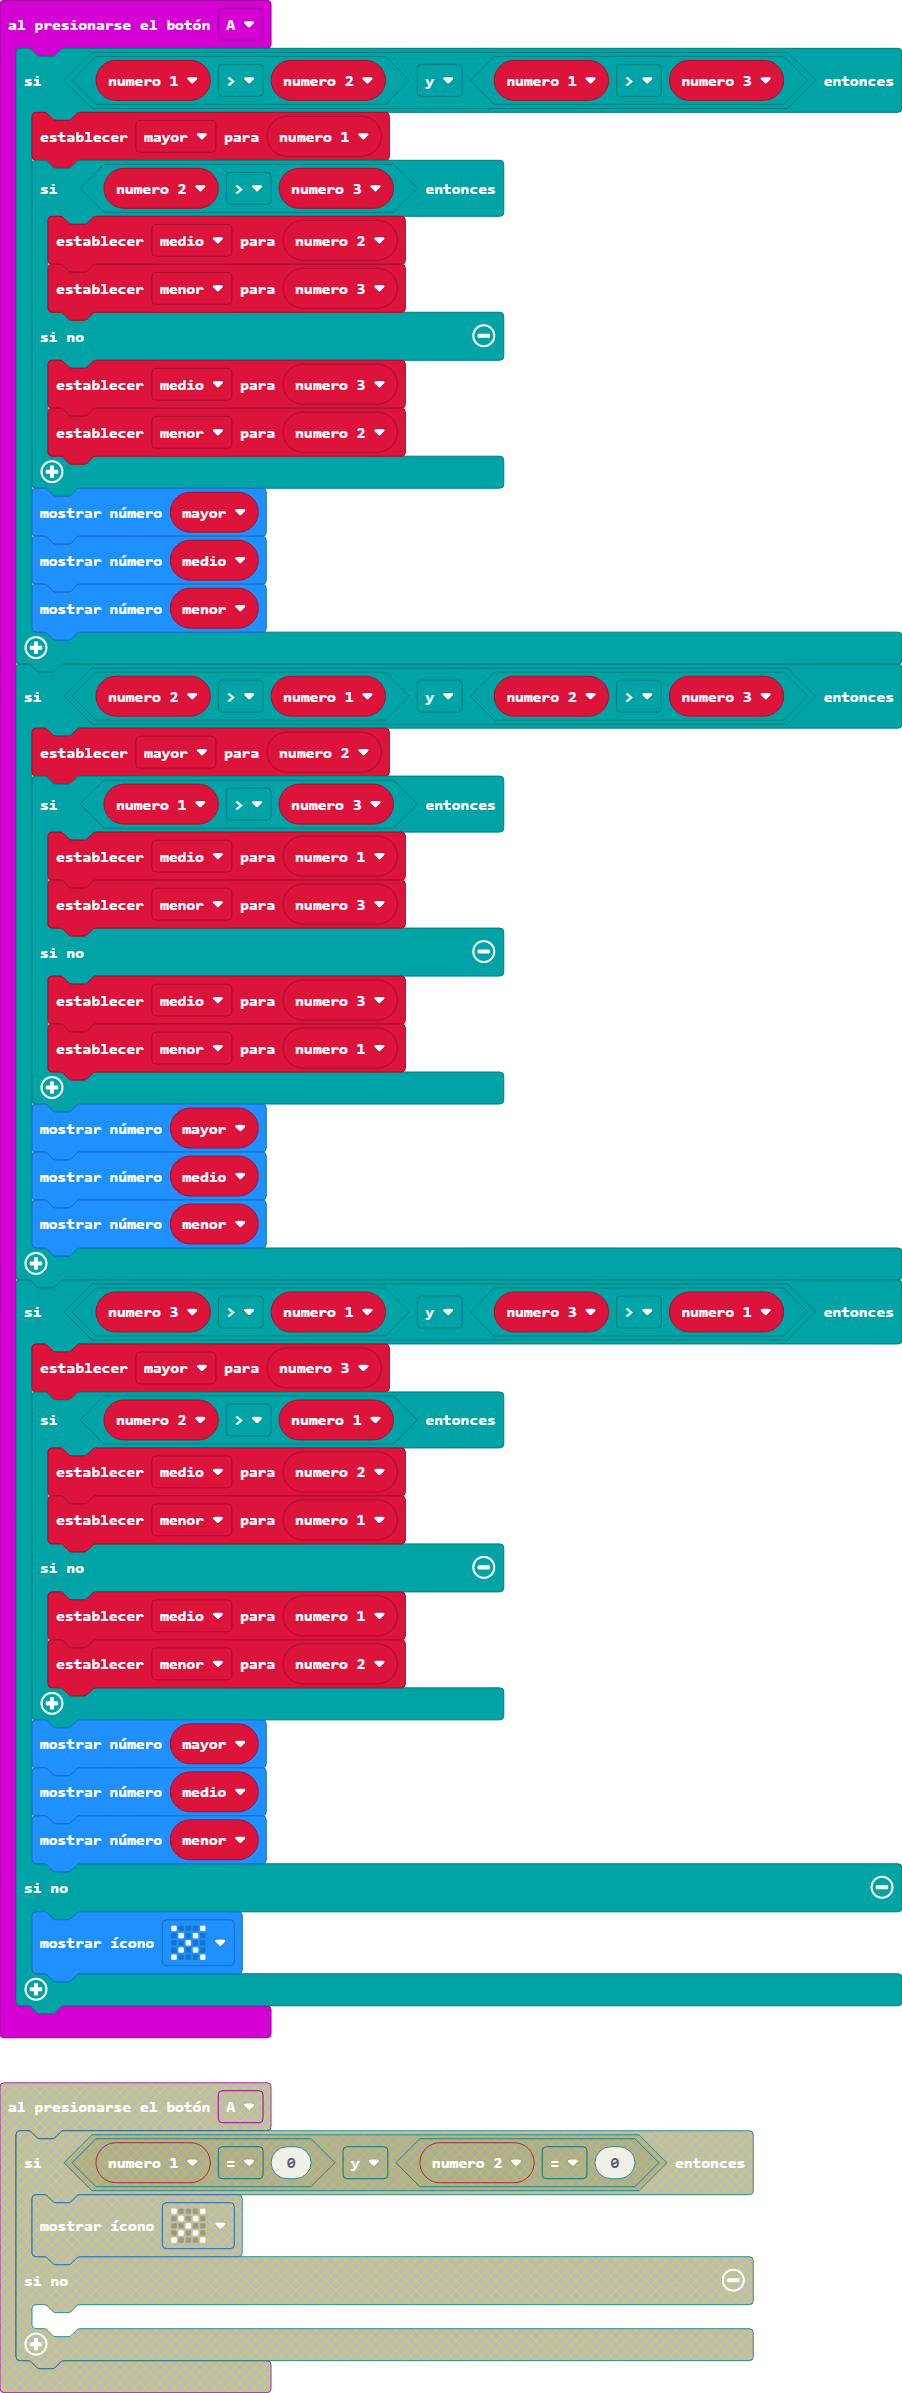 al presionarse el botón A
si numero 1 > numero 2 y numero 1 > numero 3 entonces
establecer mayor para numero 1
si numero 2 > numero 3 entonces
establecer medio para numero 2
establecer menor para numero 3
si no
establecer medio para numero 3
establecer menor para numero 2
mostrar número mayor
mostrar número medio
mostrar número menor
si numero 2 > numero 1 y numero 2 > numero 3 entonces
establecer mayor para numero 2
si numero 1 > numero 3 entonces
establecer medio para numero 1
establecer menor para numero 3
si no
establecer medio para numero 3
establecer menor para numero 1
mostrar número mayor
mostrar número medio
mostrar número menor
si numero 3 > numero 1 y numero 3 > numero 1 entonces
establecer mayor para numero 3
si numero 2 > numero 1 entonces
establecer medio para numero 2
establecer menor para numero 1
si no
establecer medio para numero 1
establecer menor para numero 2
mostrar número mayor
mostrar número medio
mostrar número menor
si no
mostrar ícono
al presionarse el botón A
si numero 1 = 0 y numero 2 = 0 entonces
mostrar ícono
si no